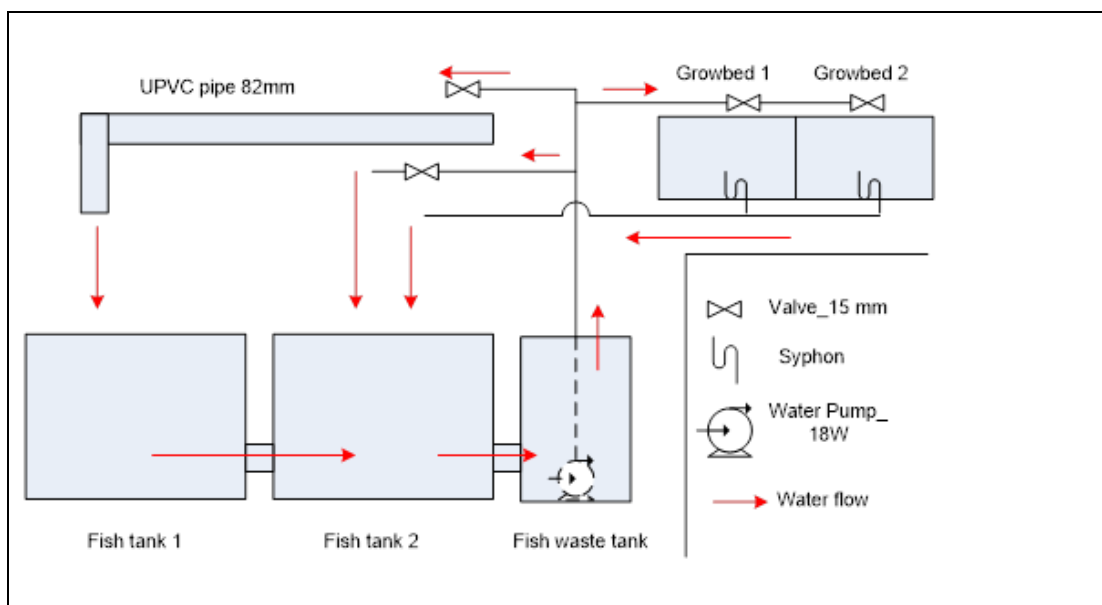 UPVC pipe 82mm
Growbed 1
Growbed 2
Valve_15 mm
Syphon
Water Pump_
18W
Water flow
Fish tank 1
Fish tank 2
Fish waste tank